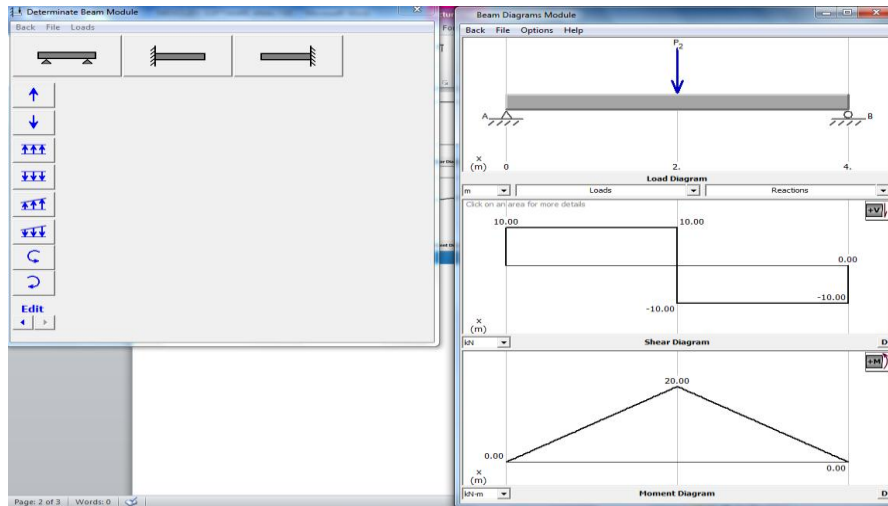 Determinate Beam Module
Back File Loads
Edit
Page: 2 of 3 Words: 0
Beam Diagrams Module
Back File Options Help
P2
A B
x
(m) 0 2. 4.
Load Diagram
m Loads Reactions
Click on an area for more details
+V
10.00 10.00
0.00
-10.00
-10.00
x
(m)
kN Shear Diagram D
+M
20.00
0.00
0.00
x
(m)
kN-m Moment Diagram D